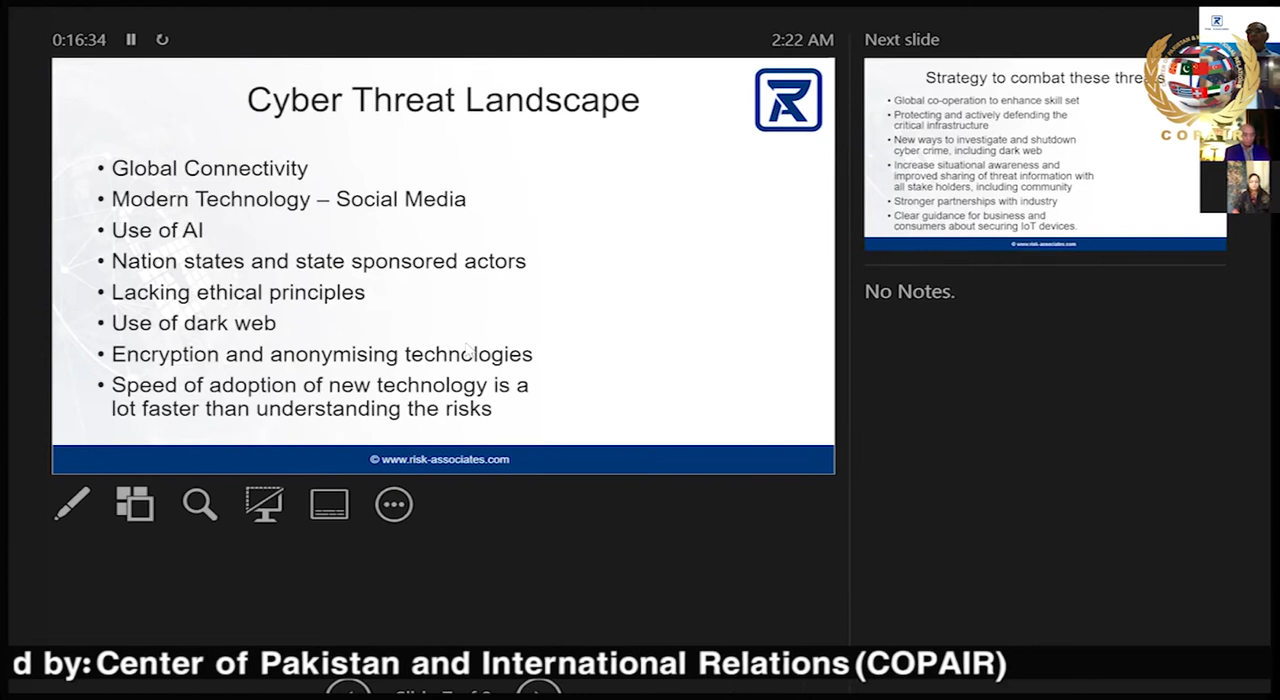 0:16:34
2:22 AM
Cyber Threat Landscape
• Global Connectivity
• Modern Technology – Social Media
• Use of AI
• Nation states and state sponsored actors
• Lacking ethical principles
• Use of dark web
• Encryption and anonymising technologies
• Speed of adoption of new technology is a
lot faster than understanding the risks
© www.risk-associates.com
Next slide
Strategy to combat these
• Global co-operation to enhance skill set
• Protecting and actively defending the
critical infrastructure
• New ways to investigate and shutdown
cyber crime, including dark web
• Increase situational awareness and
improved sharing of threat information with
all stake holders, including community
• Stronger partnerships with industry
• Clear guidance for business and
consumers about securing IoT devices.
© www.risk-associates.com
COPAIR
No Notes.
d by: Center of Pakistan and International Relations (COPAIR)